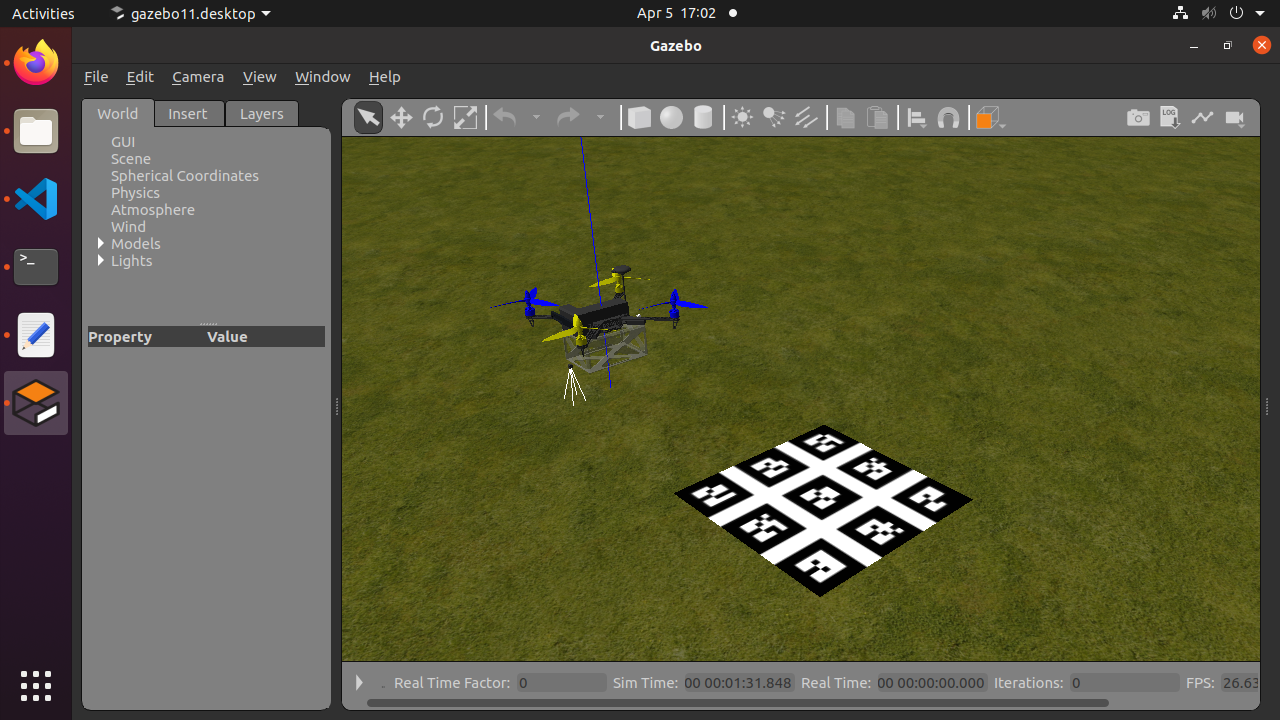 Activities gazebo11.desktop Apr 5 17:02
Gazebo
File Edit Camera View Window Help
World Insert Layers
LOG
GUI
Scene
Spherical Coordinates
Physics
Atmosphere
Wind
Models
Lights
Property Value
Real Time Factor: 0 Sim Time: 00 00:01:31.848 Real Time: 00 00:00:00.000 Iterations: 0 FPS: 26.63